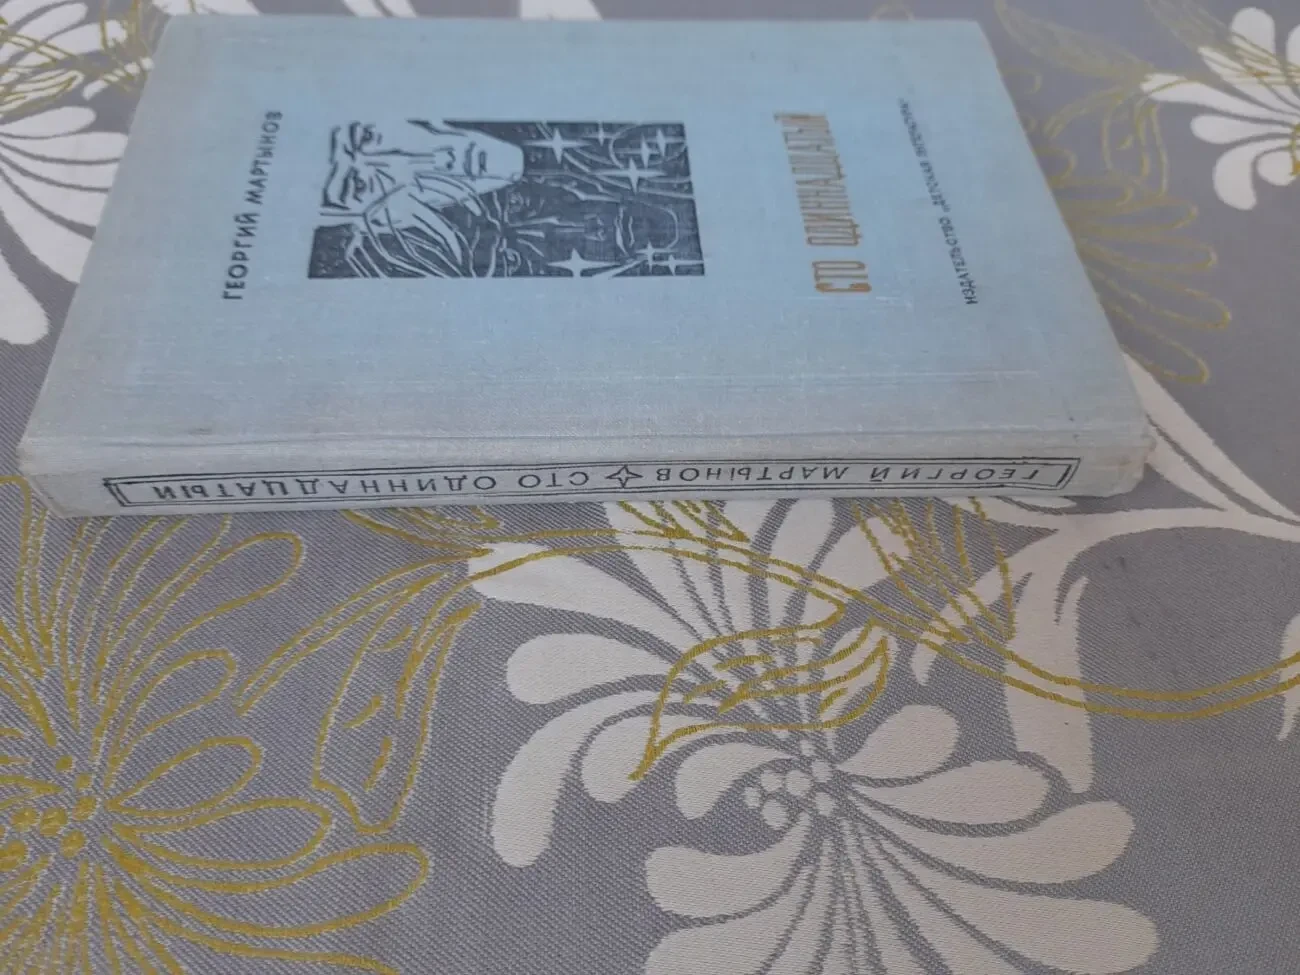 ГЕОРГИЙ МАРТЫНОВ
СТО ОДИННАДЦАТЫЙ
ИЗДАТЕЛЬСТВО „ДЕТСКАЯ ЛИТЕРАТУРА“
ГЕОРГИЙ МАРТЫНОВ СТО ОДИННАДЦАТЫЙ